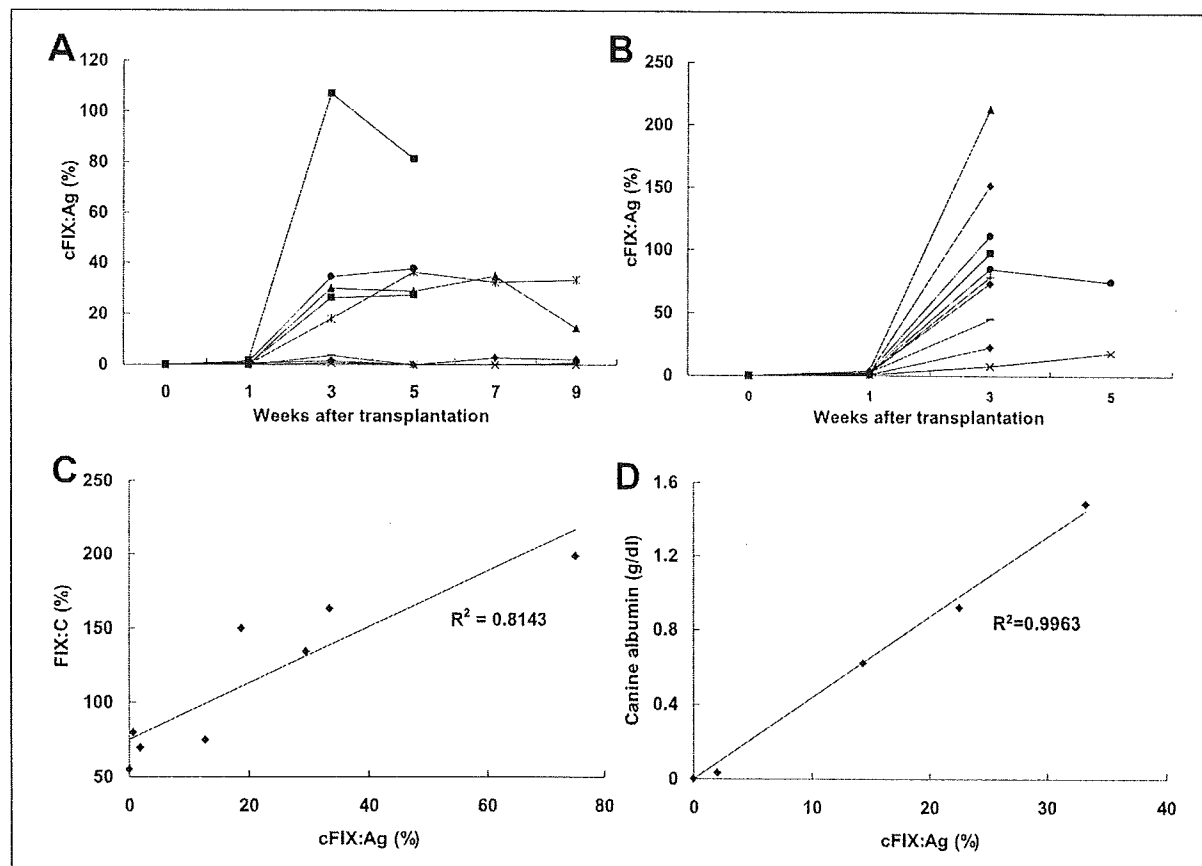 A
120
100
80
60
40
20
0
cFIX:Ag (%)
0 1 3 5 7 9
Weeks after transplantation
B
250
200
150
100
50
0
cFIX:Ag (%)
0 1 3 5
Weeks after transplantation
C
250
200
150
100
50
FIX:C (%)
R² = 0.8143
0 20 40 60 80
cFIX:Ag (%)
D
1.6
1.2
0.8
0.4
0
Canine albumin (g/dl)
R²=0.9963
0 10 20 30 40
cFIX:Ag (%)